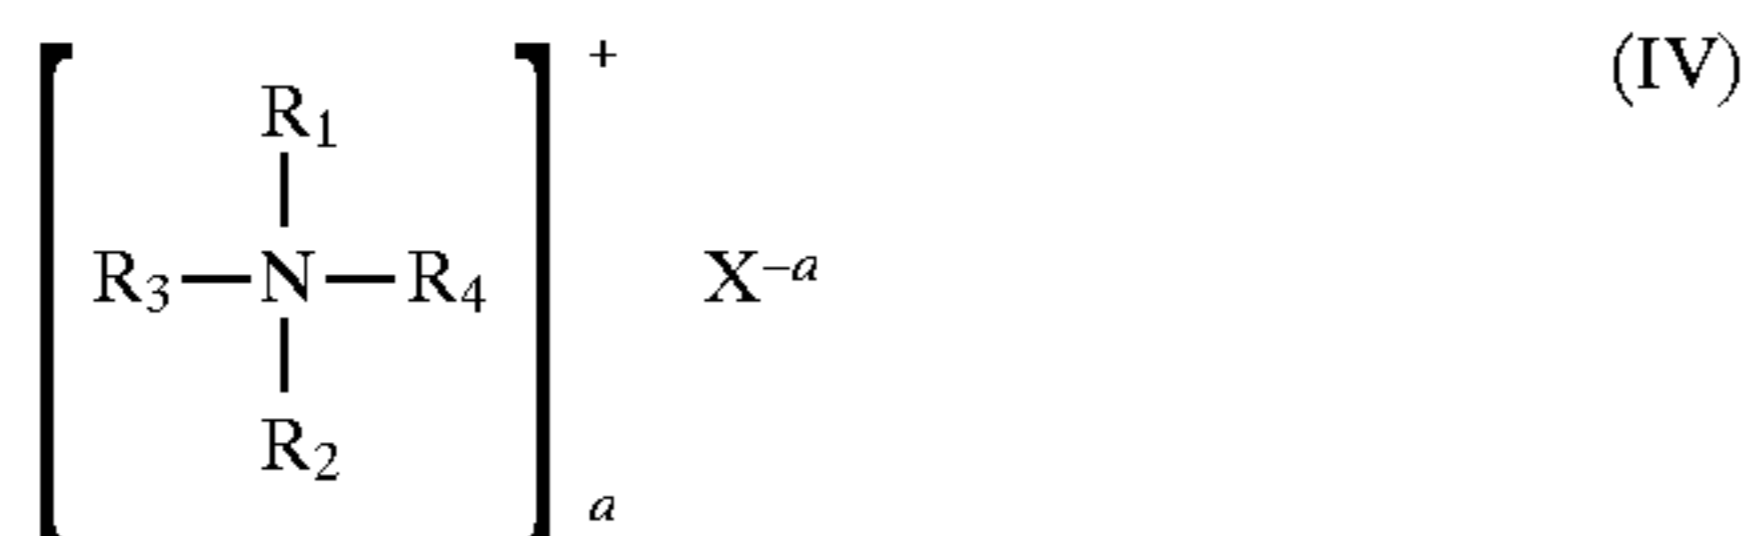 + (IV)
R₁
R₃—N—R₄ X⁻ᵃ
R₂
a